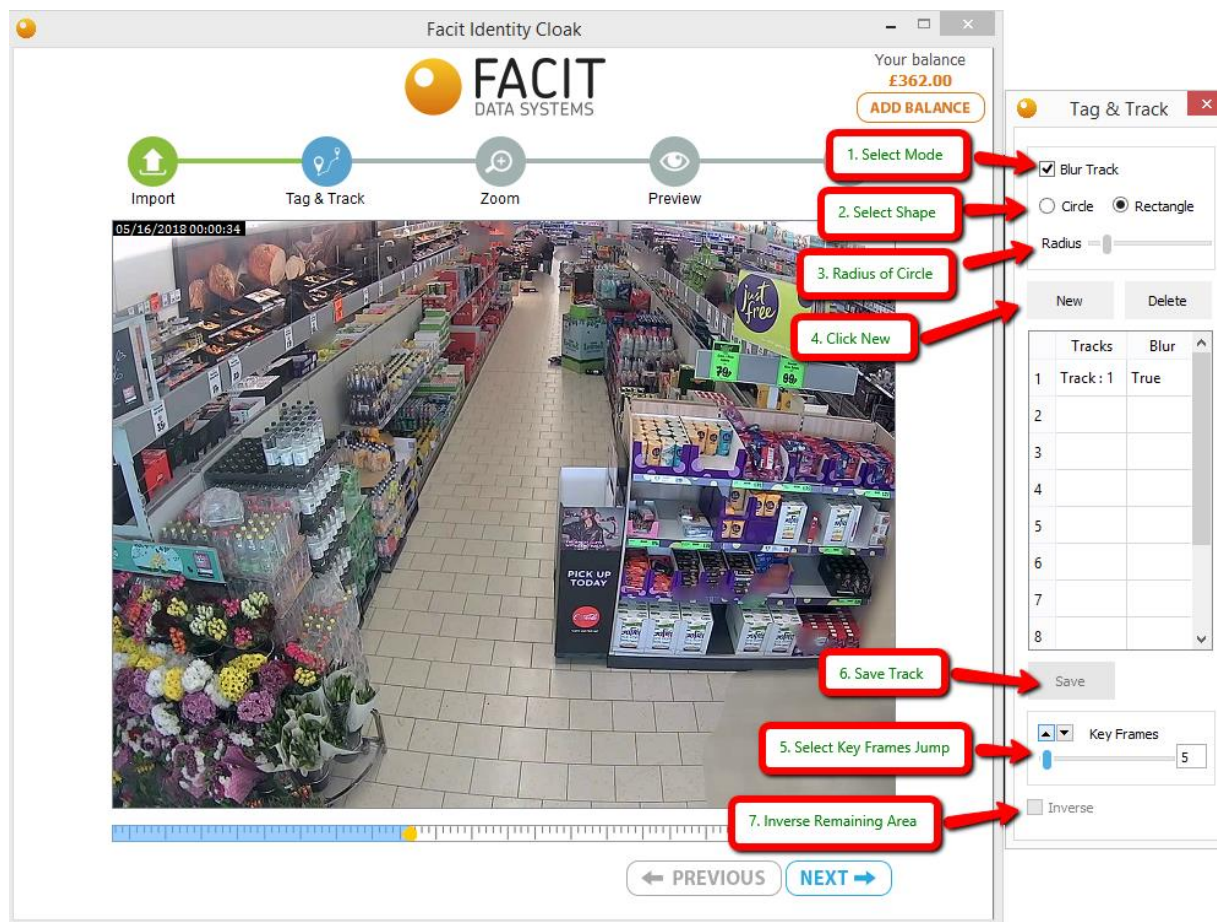 Facit Identity Cloak
FACIT
DATA SYSTEMS
Your balance
£362.00
ADD BALANCE
Import
Tag & Track
Zoom
Preview
05/16/2018 00:00:34
just
free
79p
PICK UP
TODAY
PREVIOUS
NEXT
Tag & Track
1. Select Mode
Blur Track
2. Select Shape
Circle
Rectangle
3. Radius of Circle
Radius
4. Click New
New
Delete
Tracks
Blur
1 Track : 1 True
2
3
4
5
6
7
8
6. Save Track
Save
5. Select Key Frames Jump
Key Frames
5
7. Inverse Remaining Area
Inverse